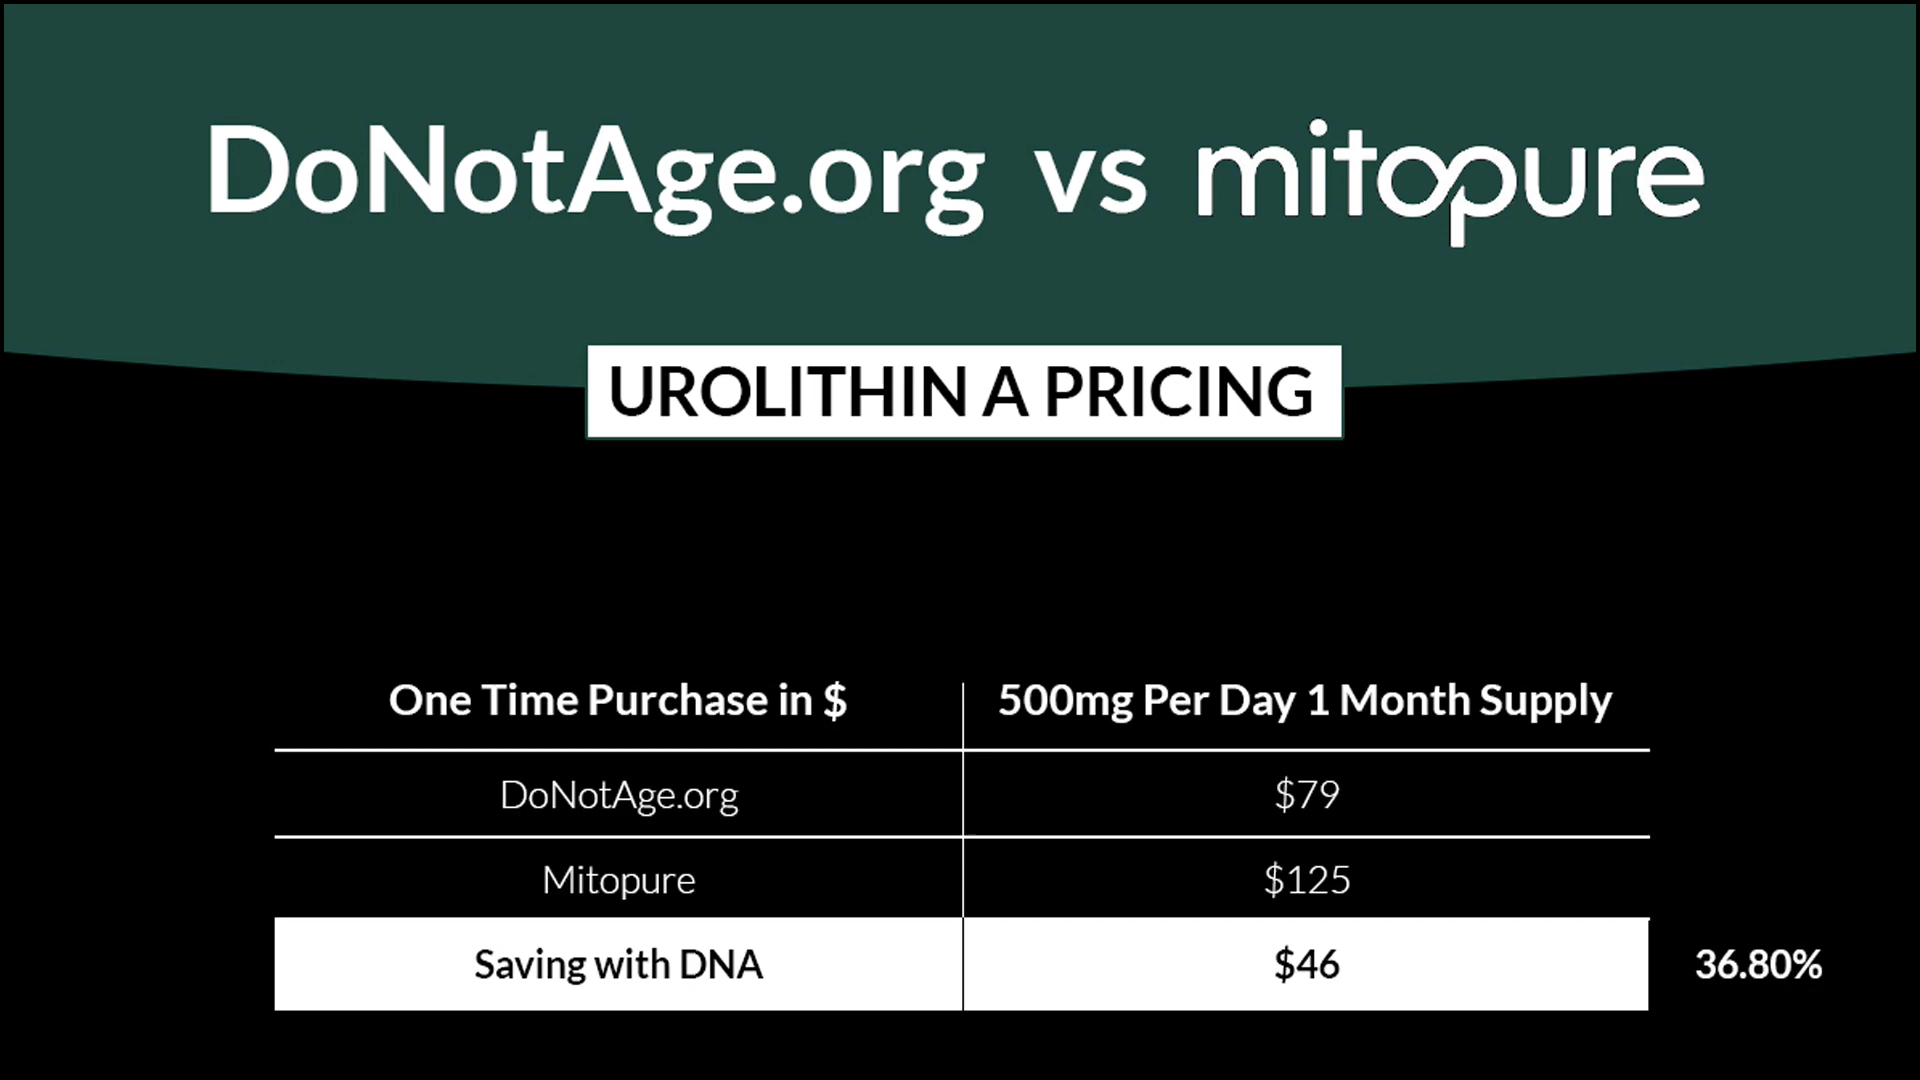 DoNotAge.org vs mitopure
UROLITHIN A PRICING
One Time Purchase in $ 500mg Per Day 1 Month Supply
DoNotAge.org $79
Mitopure $125
Saving with DNA $46 36.80%